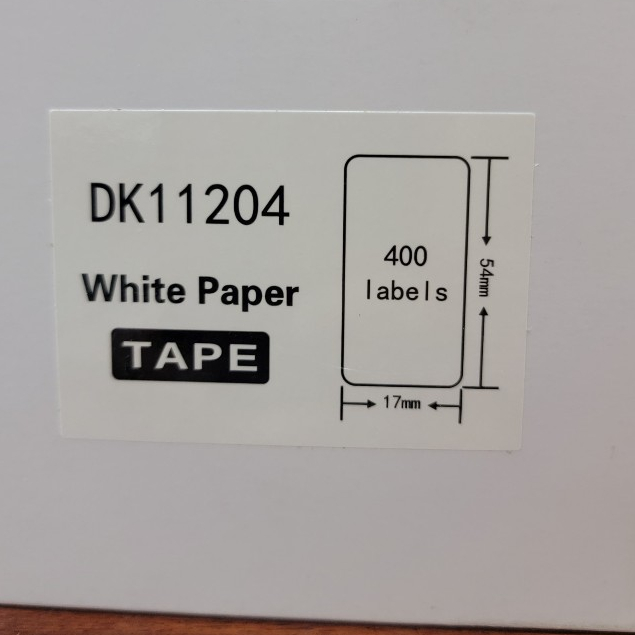 DK11204
White Paper
TAPE
400
labels
54mm
17mm